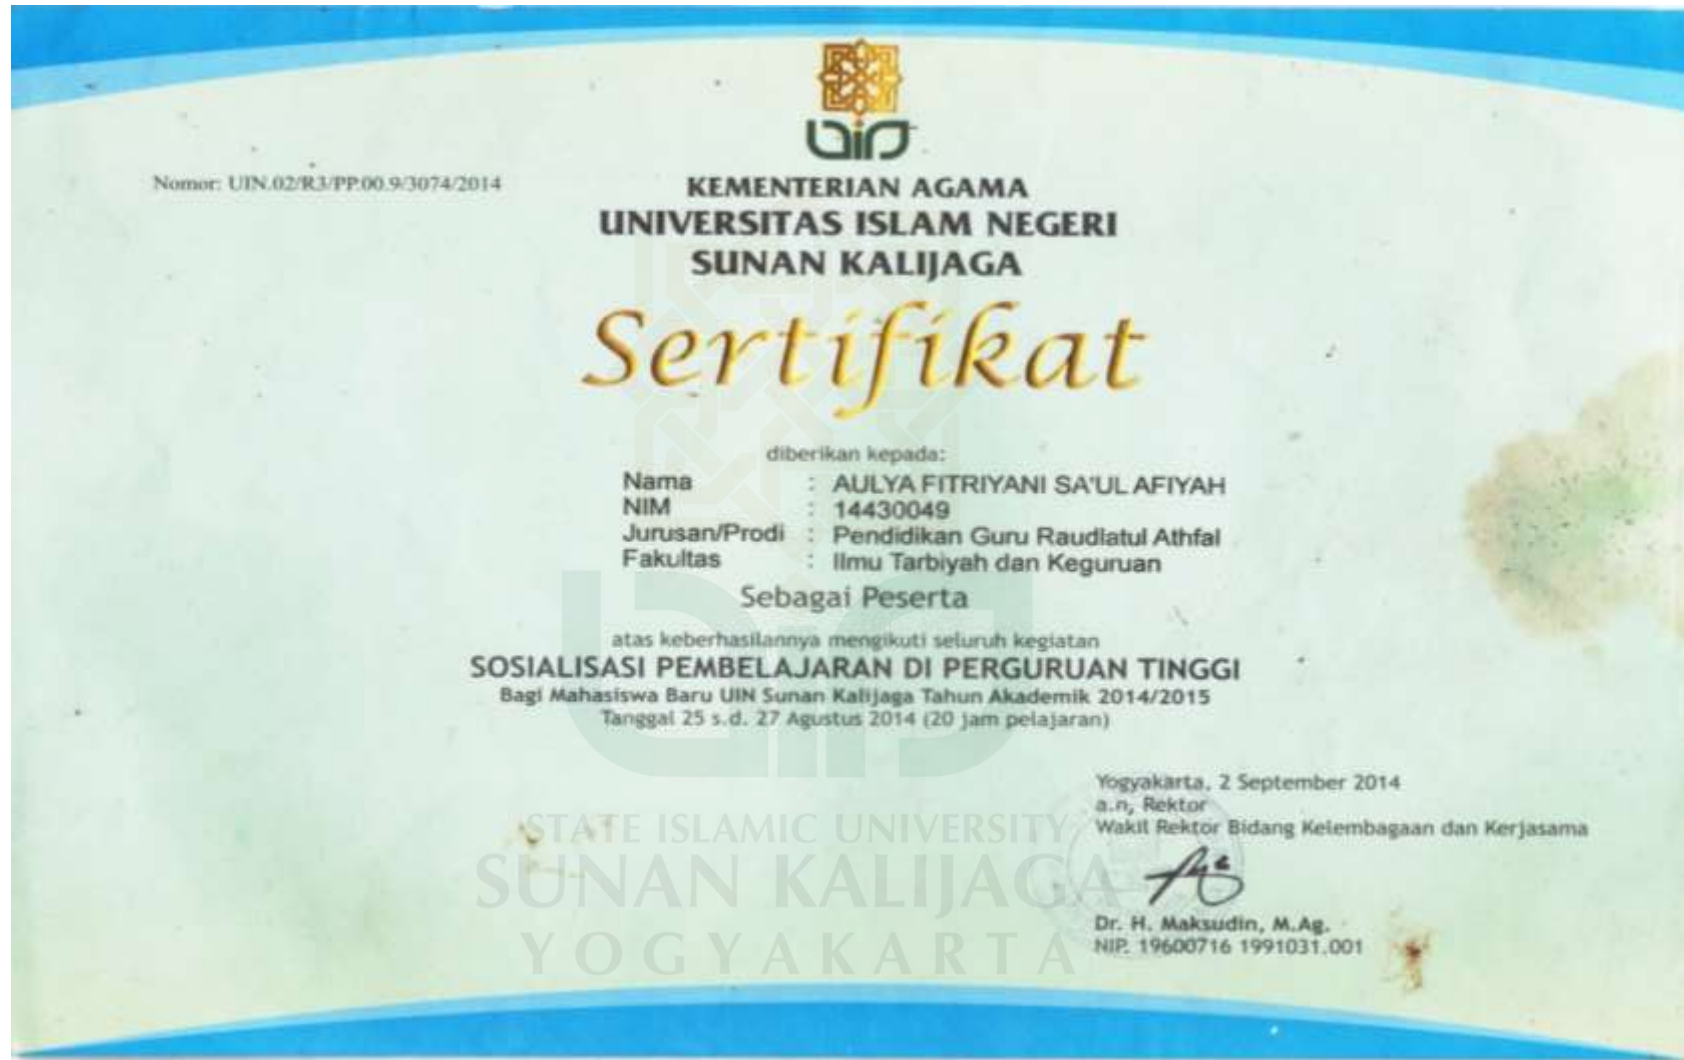 uin
Nomor: UIN.02/R3/PP.00.9/3074/2014
KEMENTERIAN AGAMA
UNIVERSITAS ISLAM NEGERI
SUNAN KALIJAGA
Sertifikat
diberikan kepada:
Nama : AULYA FITRIYANI SA'UL AFIYAH
NIM : 14430049
Jurusan/Prodi : Pendidikan Guru Raudlatul Athfal
Fakultas : Ilmu Tarbiyah dan Keguruan
Sebagai Peserta
atas keberhasilannya mengikuti seluruh kegiatan
SOSIALISASI PEMBELAJARAN DI PERGURUAN TINGGI
Bagi Mahasiswa Baru UIN Sunan Kalijaga Tahun Akademik 2014/2015
Tanggal 25 s.d. 27 Agustus 2014 (20 jam pelajaran)
Yogyakarta, 2 September 2014
a.n, Rektor
Wakil Rektor Bidang Kelembagaan dan Kerjasama
Dr. H. Maksudin, M.Ag.
NIP. 19600716 1991031.001
STATE ISLAMIC UNIVERSITY
SUNAN KALIJAGA
YOGYAKARTA